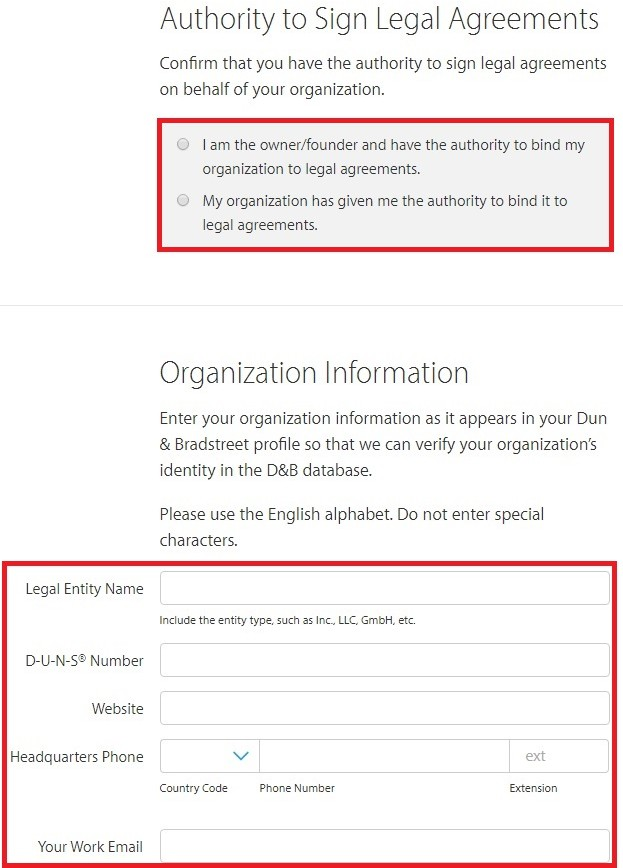 Authority to Sign Legal Agreements
Confirm that you have the authority to sign legal agreements
on behalf of your organization.
I am the owner/founder and have the authority to bind my
organization to legal agreements.
My organization has given me the authority to bind it to
legal agreements.
Organization Information
Enter your organization information as it appears in your Dun
& Bradstreet profile so that we can verify your organization’s
identity in the D&B database.
Please use the English alphabet. Do not enter special
characters.
Legal Entity Name
Include the entity type, such as Inc., LLC, GmbH, etc.
D-U-N-S® Number
Website
Headquarters Phone
ext
Country Code Phone Number Extension
Your Work Email